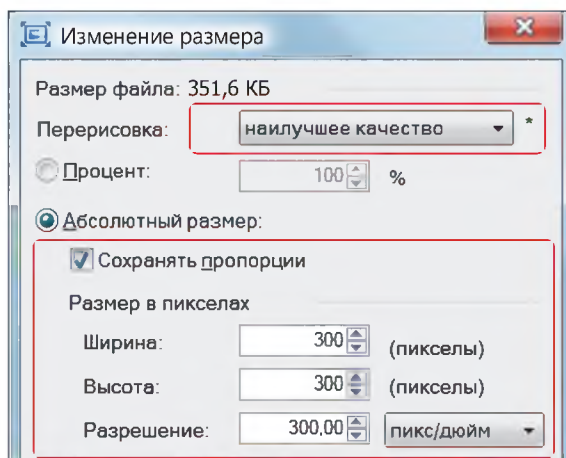 Изменение размера
Размер файла: 351,6 КБ
Перерисовка: наилучшее качество *
Процент: 100 %
Абсолютный размер:
Сохранять пропорции
Размер в пикселах
Ширина: 300 (пикселы)
Высота: 300 (пикселы)
Разрешение: 300,00 пикс/дюйм